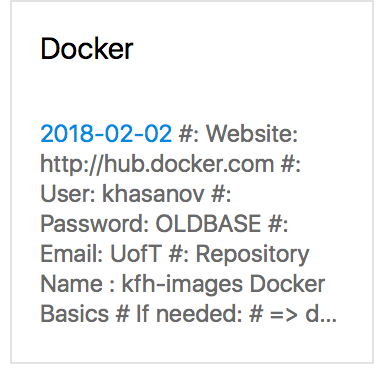 Docker
2018-02-02 #: Website:
http://hub.docker.com #:
User: khasanov #:
Password: OLDBASE #:
Email: UofT #: Repository
Name : kfh-images Docker
Basics # If needed: # => d...